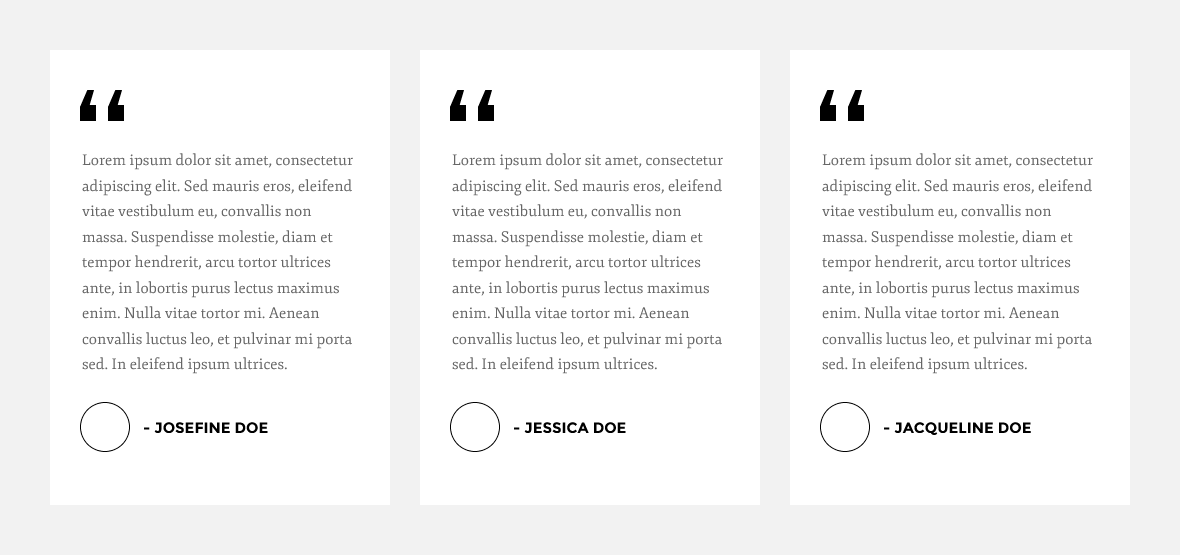 ❛❛
Lorem ipsum dolor sit amet, consectetur
adipiscing elit. Sed mauris eros, eleifend
vitae vestibulum eu, convallis non
massa. Suspendisse molestie, diam et
tempor hendrerit, arcu tortor ultrices
ante, in lobortis purus lectus maximus
enim. Nulla vitae tortor mi. Aenean
convallis luctus leo, et pulvinar mi porta
sed. In eleifend ipsum ultrices.
- JOSEFINE DOE
❛❛
Lorem ipsum dolor sit amet, consectetur
adipiscing elit. Sed mauris eros, eleifend
vitae vestibulum eu, convallis non
massa. Suspendisse molestie, diam et
tempor hendrerit, arcu tortor ultrices
ante, in lobortis purus lectus maximus
enim. Nulla vitae tortor mi. Aenean
convallis luctus leo, et pulvinar mi porta
sed. In eleifend ipsum ultrices.
- JESSICA DOE
❛❛
Lorem ipsum dolor sit amet, consectetur
adipiscing elit. Sed mauris eros, eleifend
vitae vestibulum eu, convallis non
massa. Suspendisse molestie, diam et
tempor hendrerit, arcu tortor ultrices
ante, in lobortis purus lectus maximus
enim. Nulla vitae tortor mi. Aenean
convallis luctus leo, et pulvinar mi porta
sed. In eleifend ipsum ultrices.
- JACQUELINE DOE